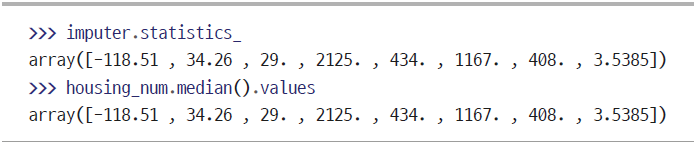 >>> imputer.statistics_
array([-118.51 , 34.26 , 29. , 2125. , 434. , 1167. , 408. , 3.5385])
>>> housing_num.median().values
array([-118.51 , 34.26 , 29. , 2125. , 434. , 1167. , 408. , 3.5385])